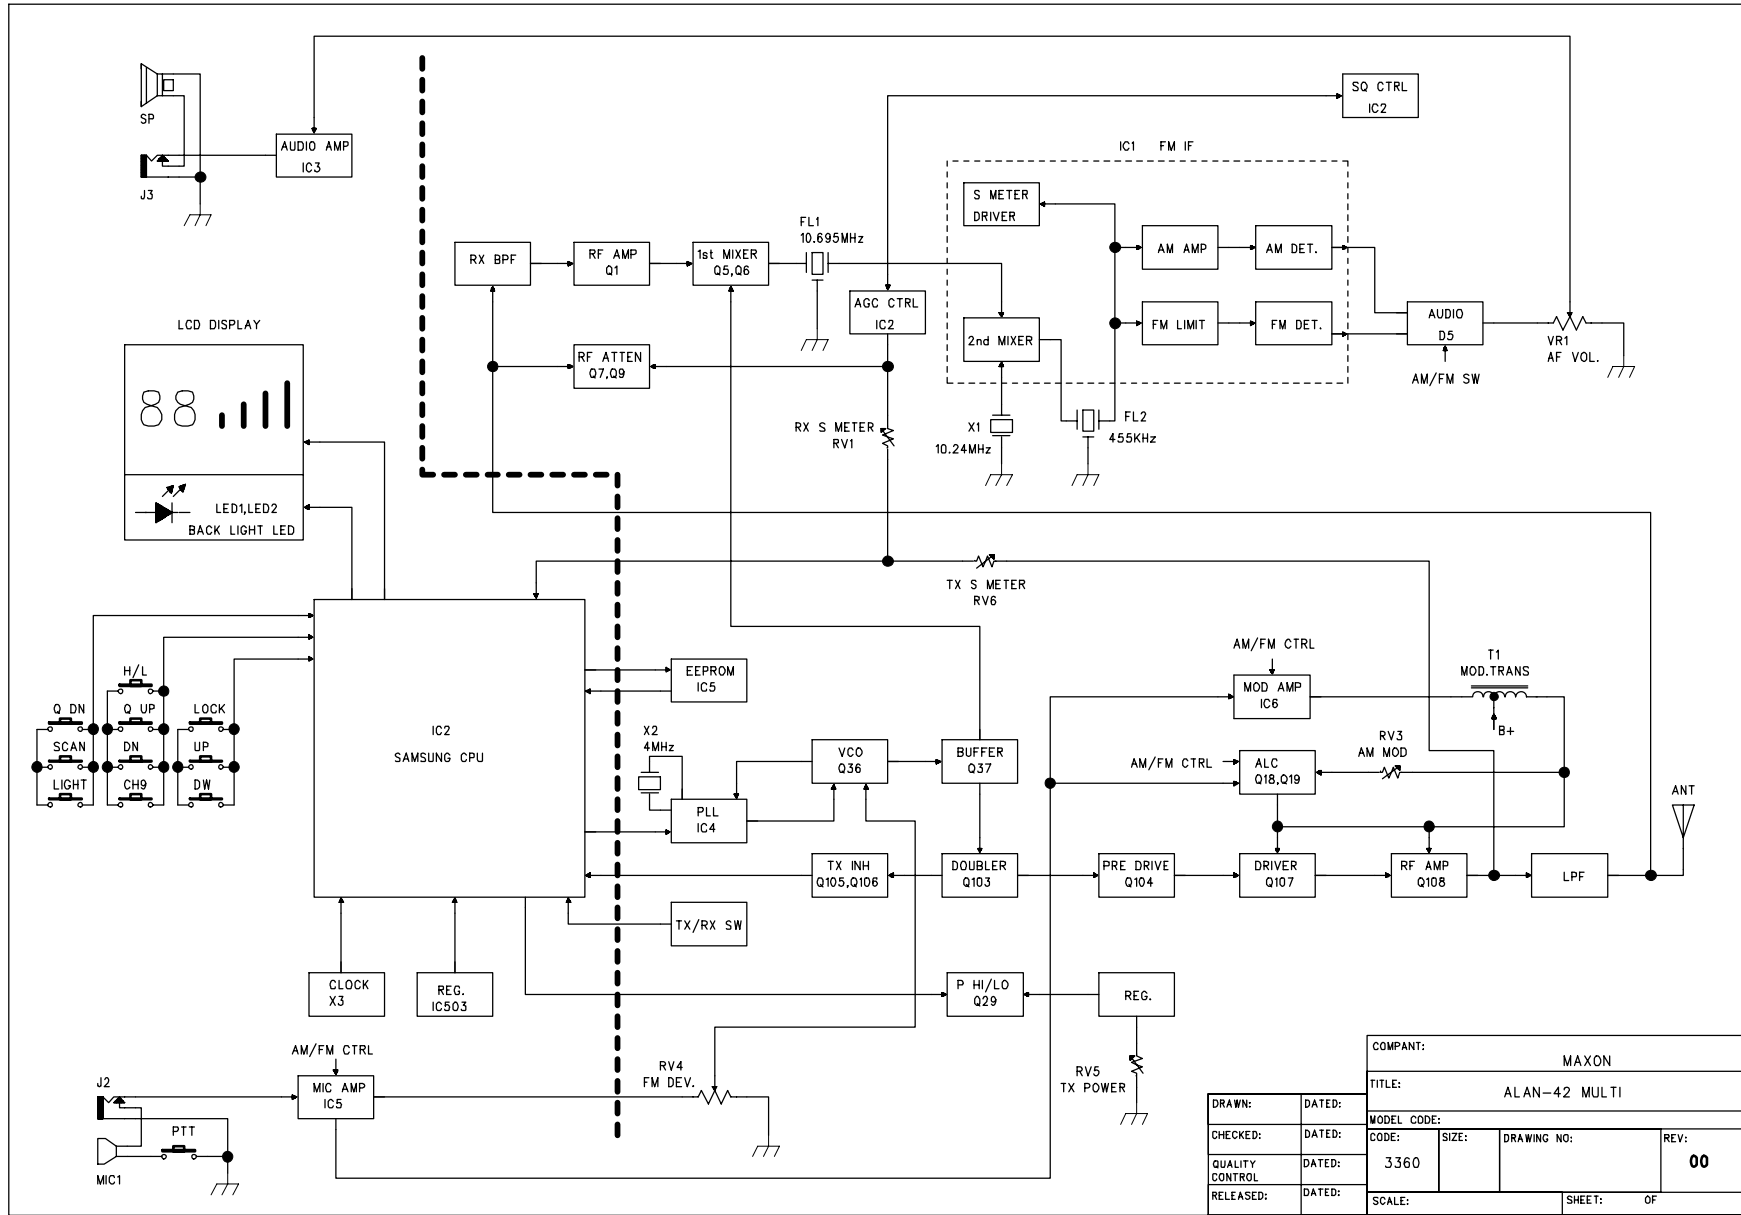 SP
J3
AUDIO AMP
IC3
SQ CTRL
IC2
IC1 FM IF
S METER
DRIVER
FL1
10.695MHz
RX BPF
RF AMP
Q1
1st MIXER
Q5,Q6
AM AMP
AM DET.
AGC CTRL
IC2
2nd MIXER
FM LIMIT
FM DET.
AUDIO
D5
AM/FM SW
VR1
AF VOL.
RF ATTEN
Q7,Q9
LCD DISPLAY
88
LED1,LED2
BACK LIGHT LED
RX S METER
RV1
X1
10.24MHz
FL2
455KHz
TX S METER
RV6
H/L
Q DN
Q UP
LOCK
SCAN
DN
UP
LIGHT
CH9
DW
IC2
SAMSUNG CPU
EEPROM
IC5
X2
4MHz
PLL
IC4
VCO
Q36
BUFFER
Q37
AM/FM CTRL
MOD AMP
IC6
T1
MOD.TRANS
B+
AM/FM CTRL
ALC
Q18,Q19
RV3
AM MOD
ANT
TX INH
Q105,Q106
DOUBLER
Q103
PRE DRIVE
Q104
DRIVER
Q107
RF AMP
Q108
LPF
TX/RX SW
CLOCK
X3
REG.
IC503
P HI/LO
Q29
REG.
RV5
TX POWER
AM/FM CTRL
MIC AMP
IC5
RV4
FM DEV.
J2
PTT
MIC1
DRAWN: DATED:
CHECKED: DATED:
QUALITY
CONTROL
DATED:
RELEASED: DATED:
COMPANT:
MAXON
TITLE:
ALAN-42 MULTI
MODEL CODE:
CODE: SIZE: DRAWING NO: REV:
3360 00
SCALE: SHEET: OF